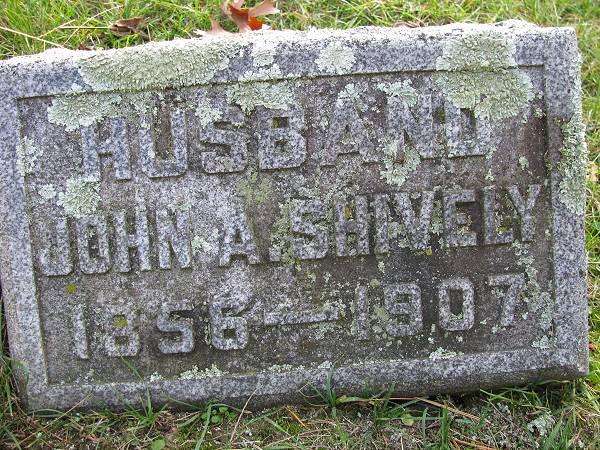 HUSBAND
JOHN A. SHIVELY
1856—1907